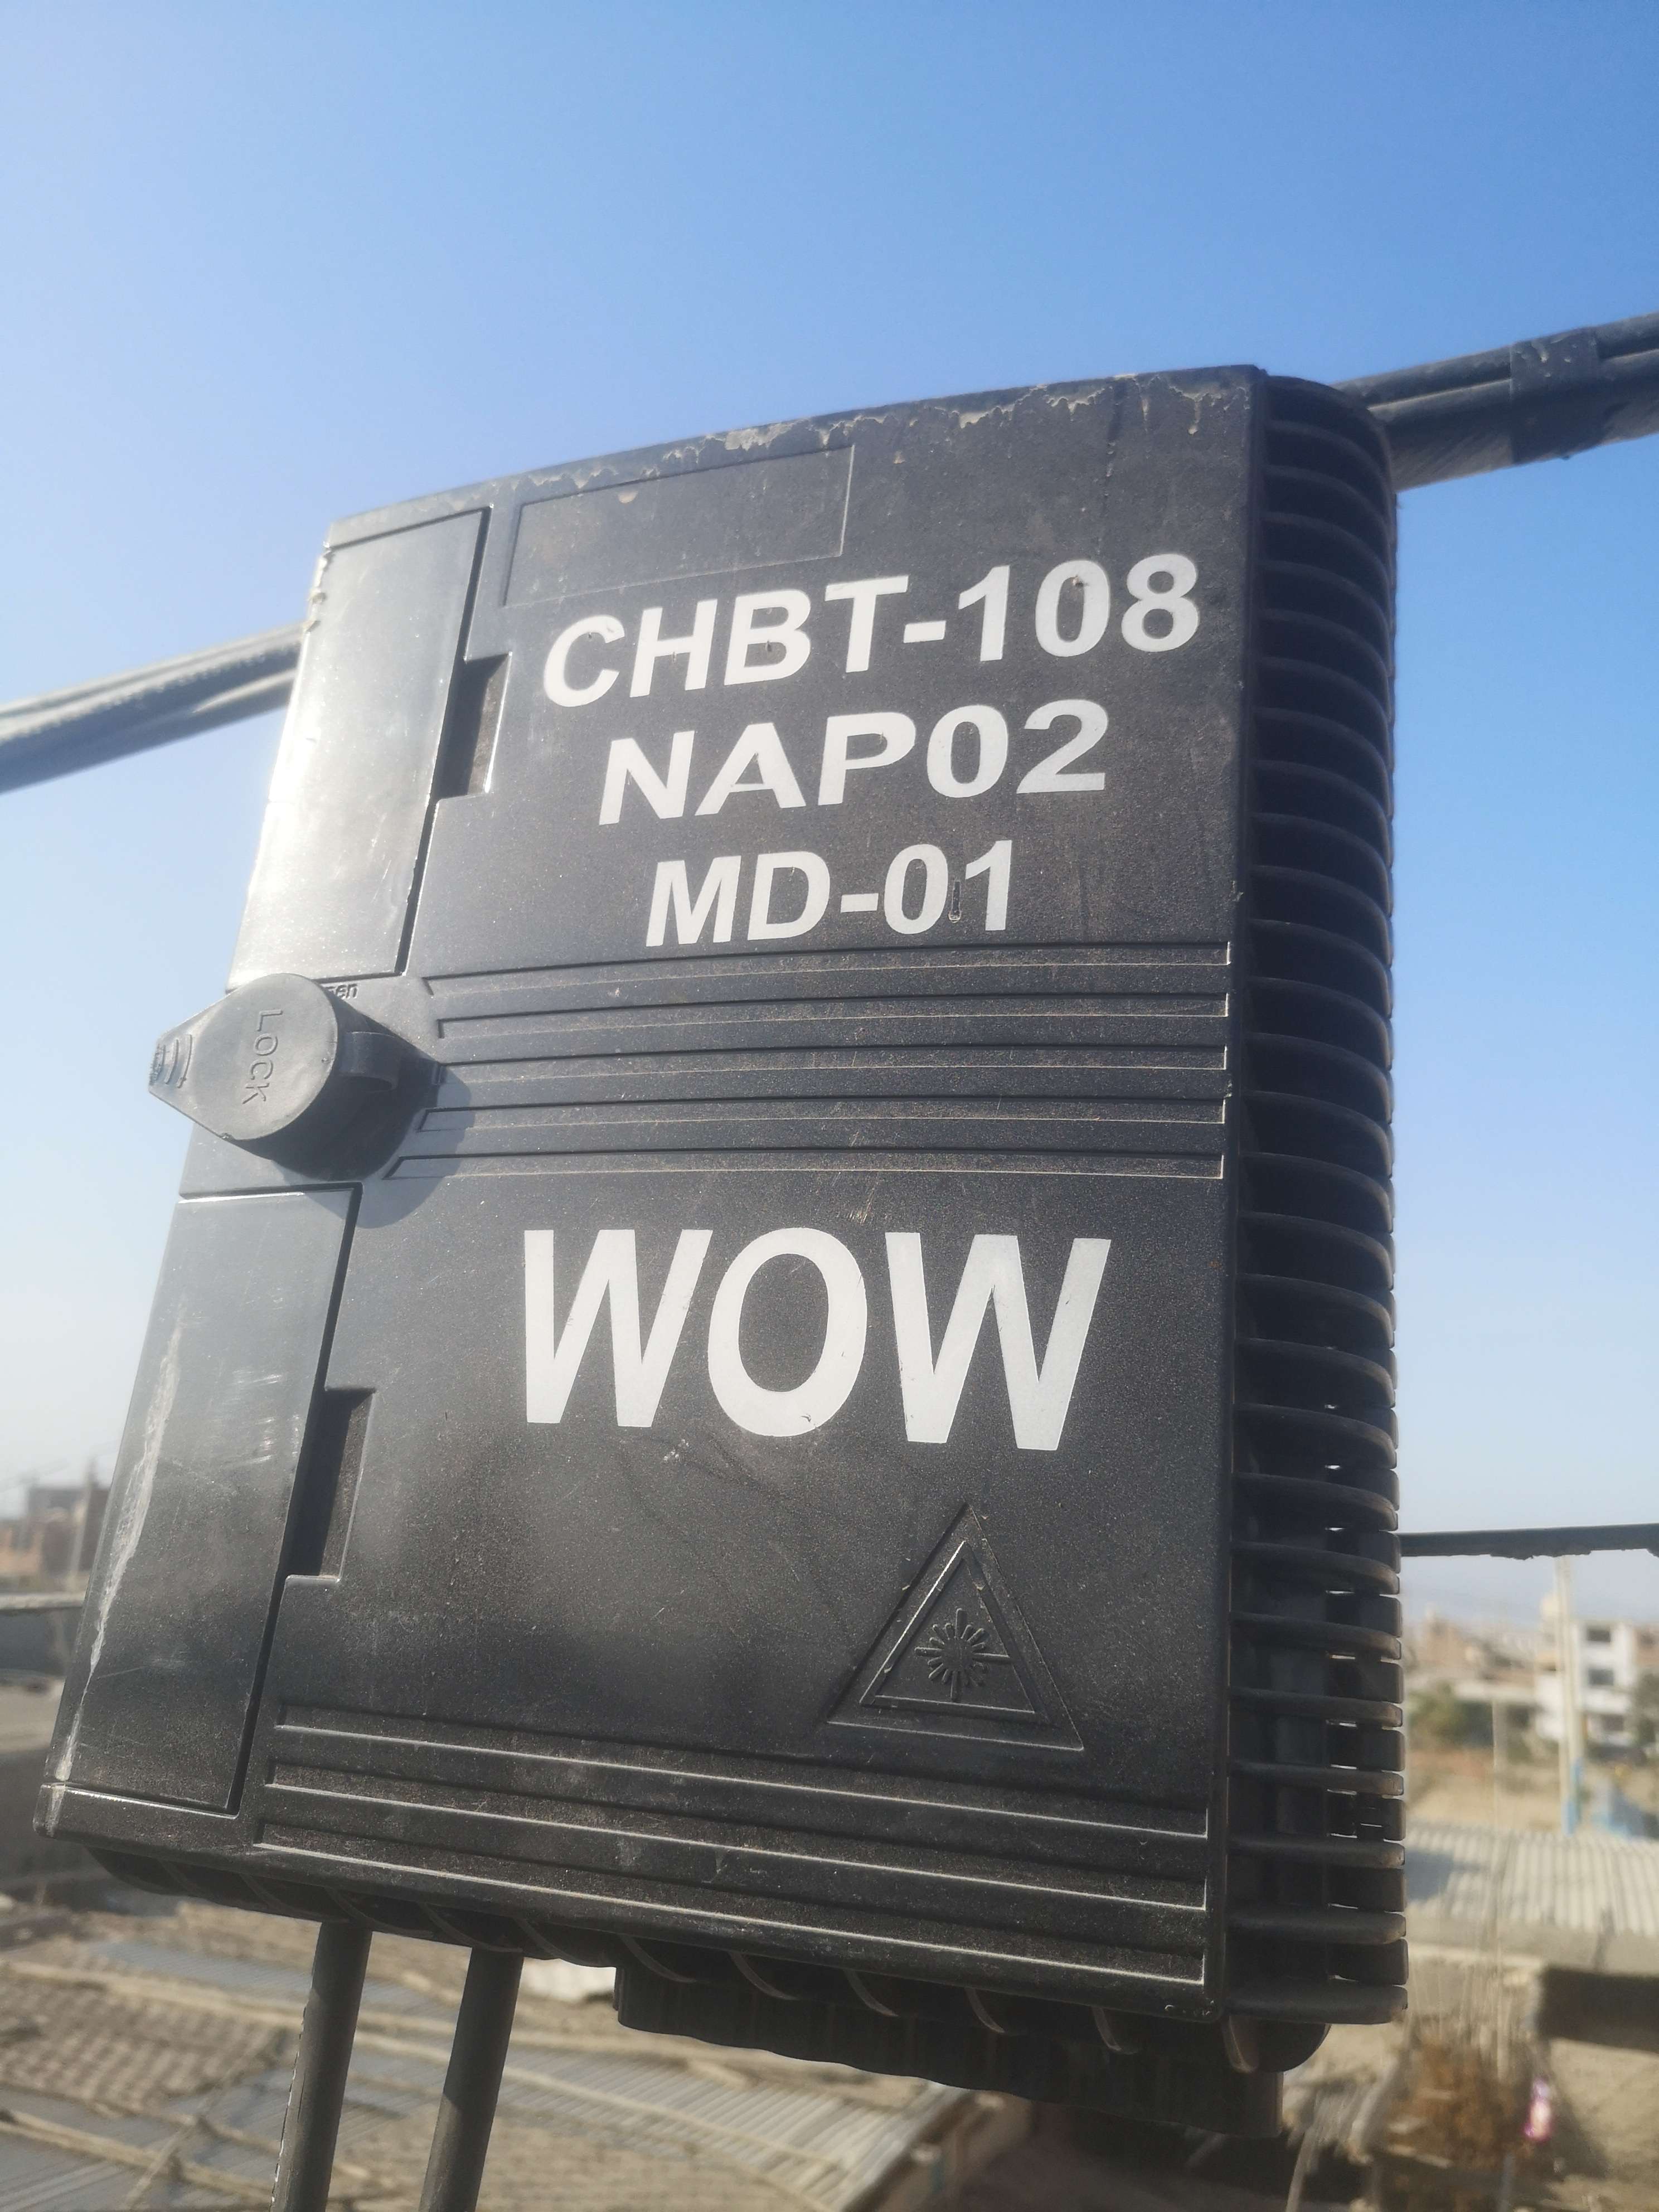 CHBT-108
NAP02
MD-01
LOCK
WOW